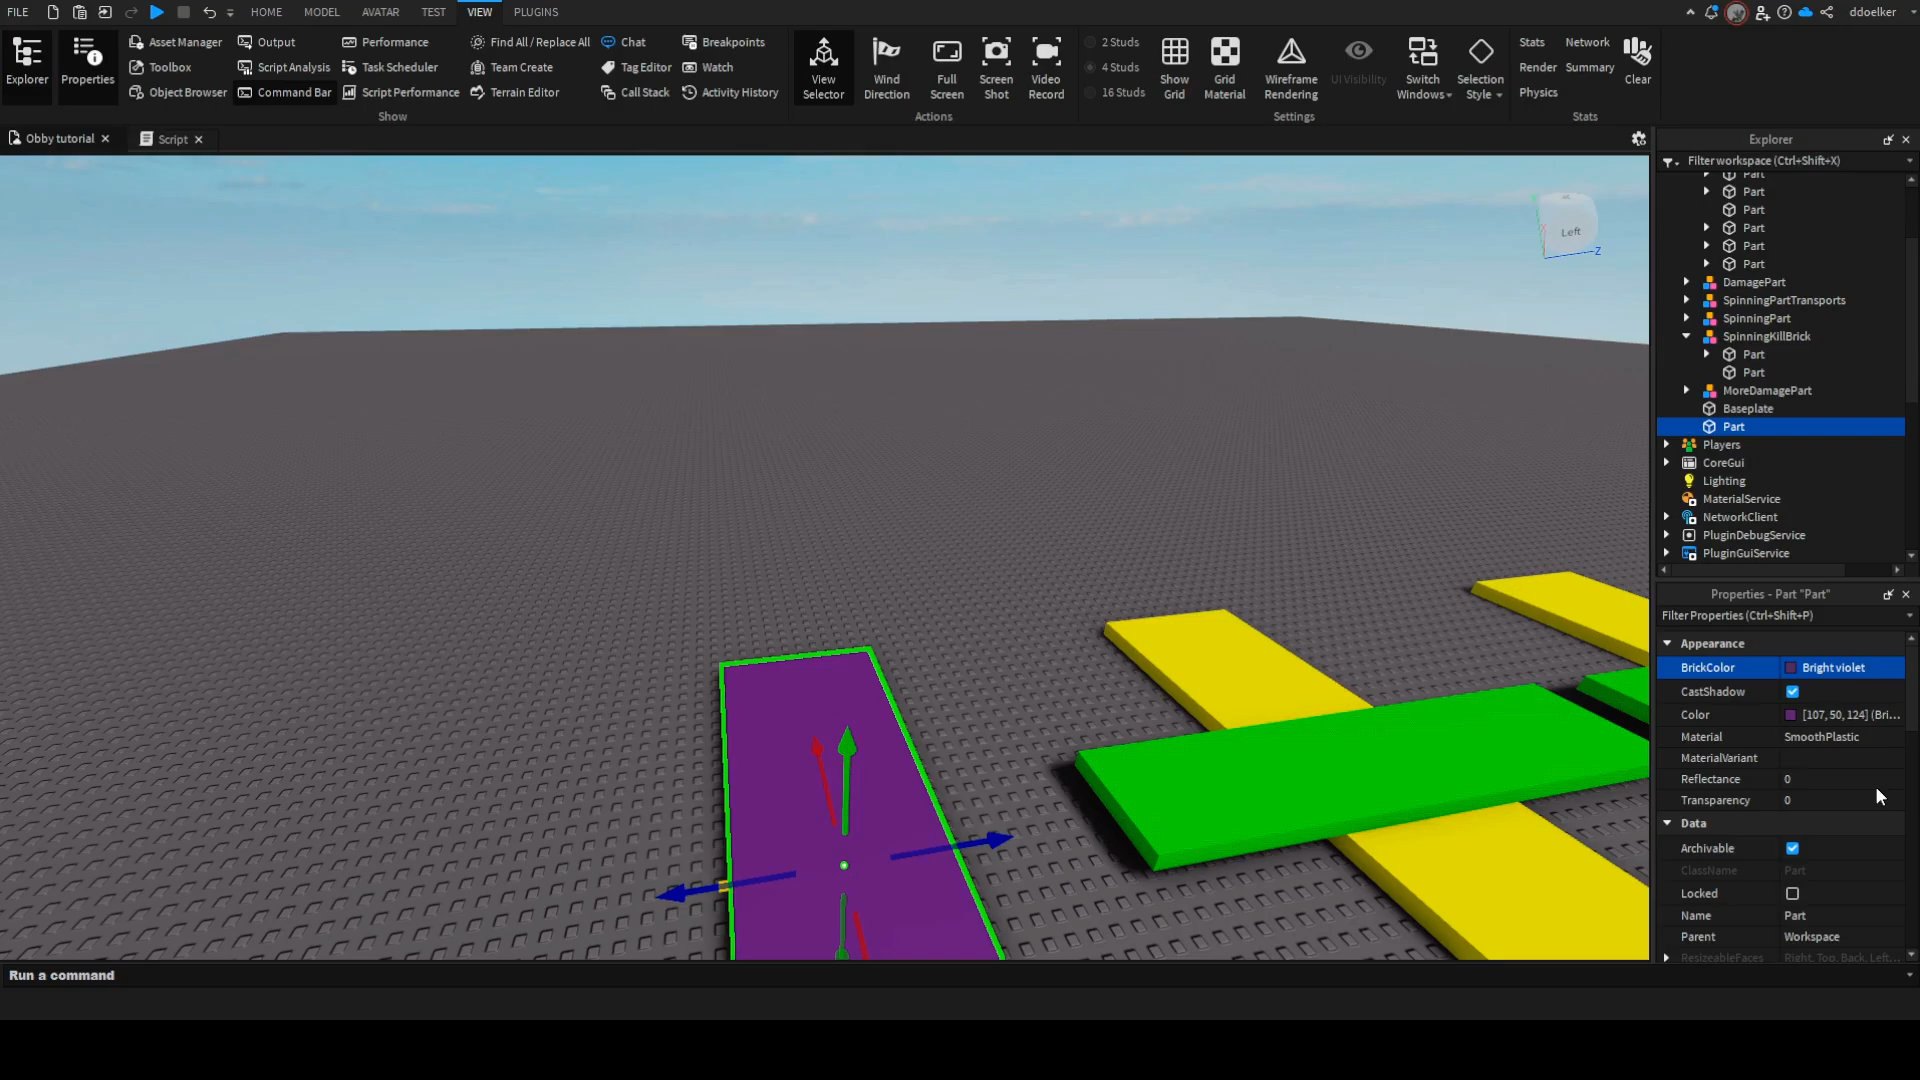 FILE HOME MODEL AVATAR TEST VIEW PLUGINS ddoelker
Asset Manager Output Performance Find All / Replace All Chat Breakpoints 2 Studs Stats Network
Toolbox Script Analysis Task Scheduler Team Create Tag Editor Watch 4 Studs Render Summary
Explorer Properties View Selector Wind Direction Full Screen Screen Shot Video Record Show Grid Grid Material Wireframe Rendering UI Visibility Switch Windows Selection Style Clear
Object Browser Command Bar Script Performance Terrain Editor Call Stack Activity History 16 Studs Physics
Show Actions Settings Stats
Obby tutorial Script
Explorer
Filter workspace (Ctrl+Shift+X)
Part
Part
Part
Part
Part
Part
DamagePart
SpinningPartTransports
SpinningPart
SpinningKillBrick
Part
Part
MoreDamagePart
Baseplate
Part
Players
CoreGui
Lighting
MaterialService
NetworkClient
PluginDebugService
PluginGuiService
Left
Z
Properties - Part "Part"
Filter Properties (Ctrl+Shift+P)
Appearance
BrickColor Bright violet
CastShadow
Color [107, 50, 124] (Bri...
Material SmoothPlastic
MaterialVariant
Reflectance 0
Transparency 0
Data
Archivable
ClassName Part
Locked
Name Part
Parent Workspace
ResizeableFaces Right, Top, Back, Left...
Run a command